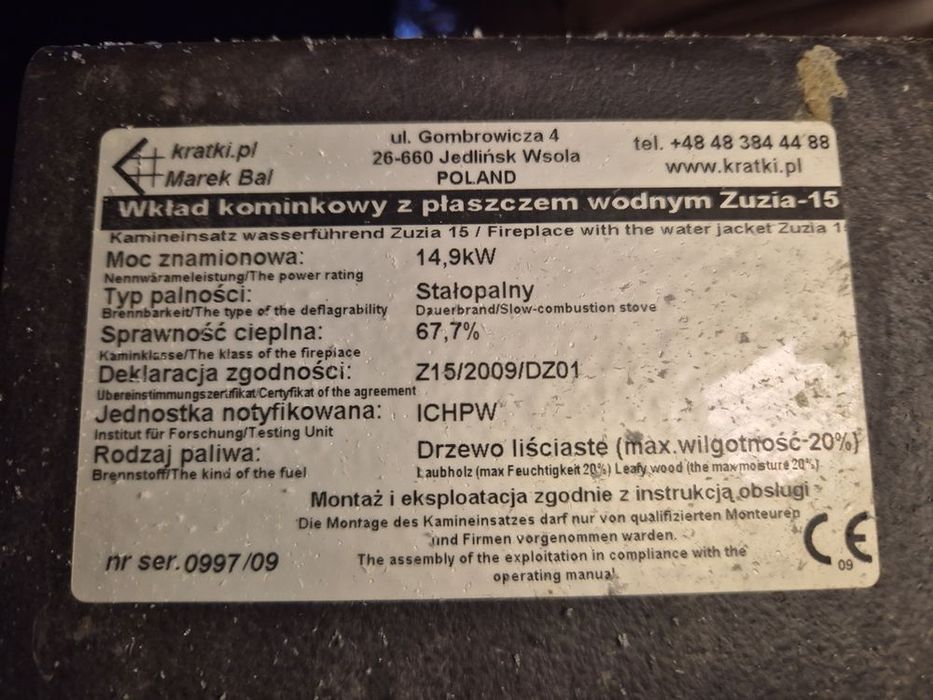 kratki.pl
Marek Bal
ul. Gombrowicza 4
26-660 Jedlińsk Wsola
POLAND
tel. +48 48 384 44 88
www.kratki.pl
Wkład kominkowy z płaszczem wodnym Zuzia-15
Kamineinsatz wasserführend Zuzia 15 / Fireplace with the water jacket Zuzia 15
Moc znamionowa: 14,9kW
Nennwärameleistung/The power rating
Typ palności: Stałopalny
Brennbarkeit/The type of the deflagrability Dauerbrand/Slow-combustion stove
Sprawność cieplna: 67,7%
Kaminklasse/The klass of the fireplace
Deklaracja zgodności: Z15/2009/DZ01
Ubereinstimmungszerufikat/Certyfikat of the agreement
Jednostka notyfikowana: ICHPW
Institut für Forschung/Testing Unit
Rodzaj paliwa: Drzewo liściaste (max.wilgotność-20%)
Brennstoff/The kind of the fuel Laubholz (max Feuchtigkeit 20%) Leafy wood (the max moisture 20%)
Montaż i eksploatacja zgodnie z instrukcją obsługi
Die Montage des Kamineinsatzes darf nur von qualifizierten Monteuren
und Firmen vorgenommen warden.
The assembly of the exploitation in compliance with the
operating manual
nr ser. 0997/09
CE
09